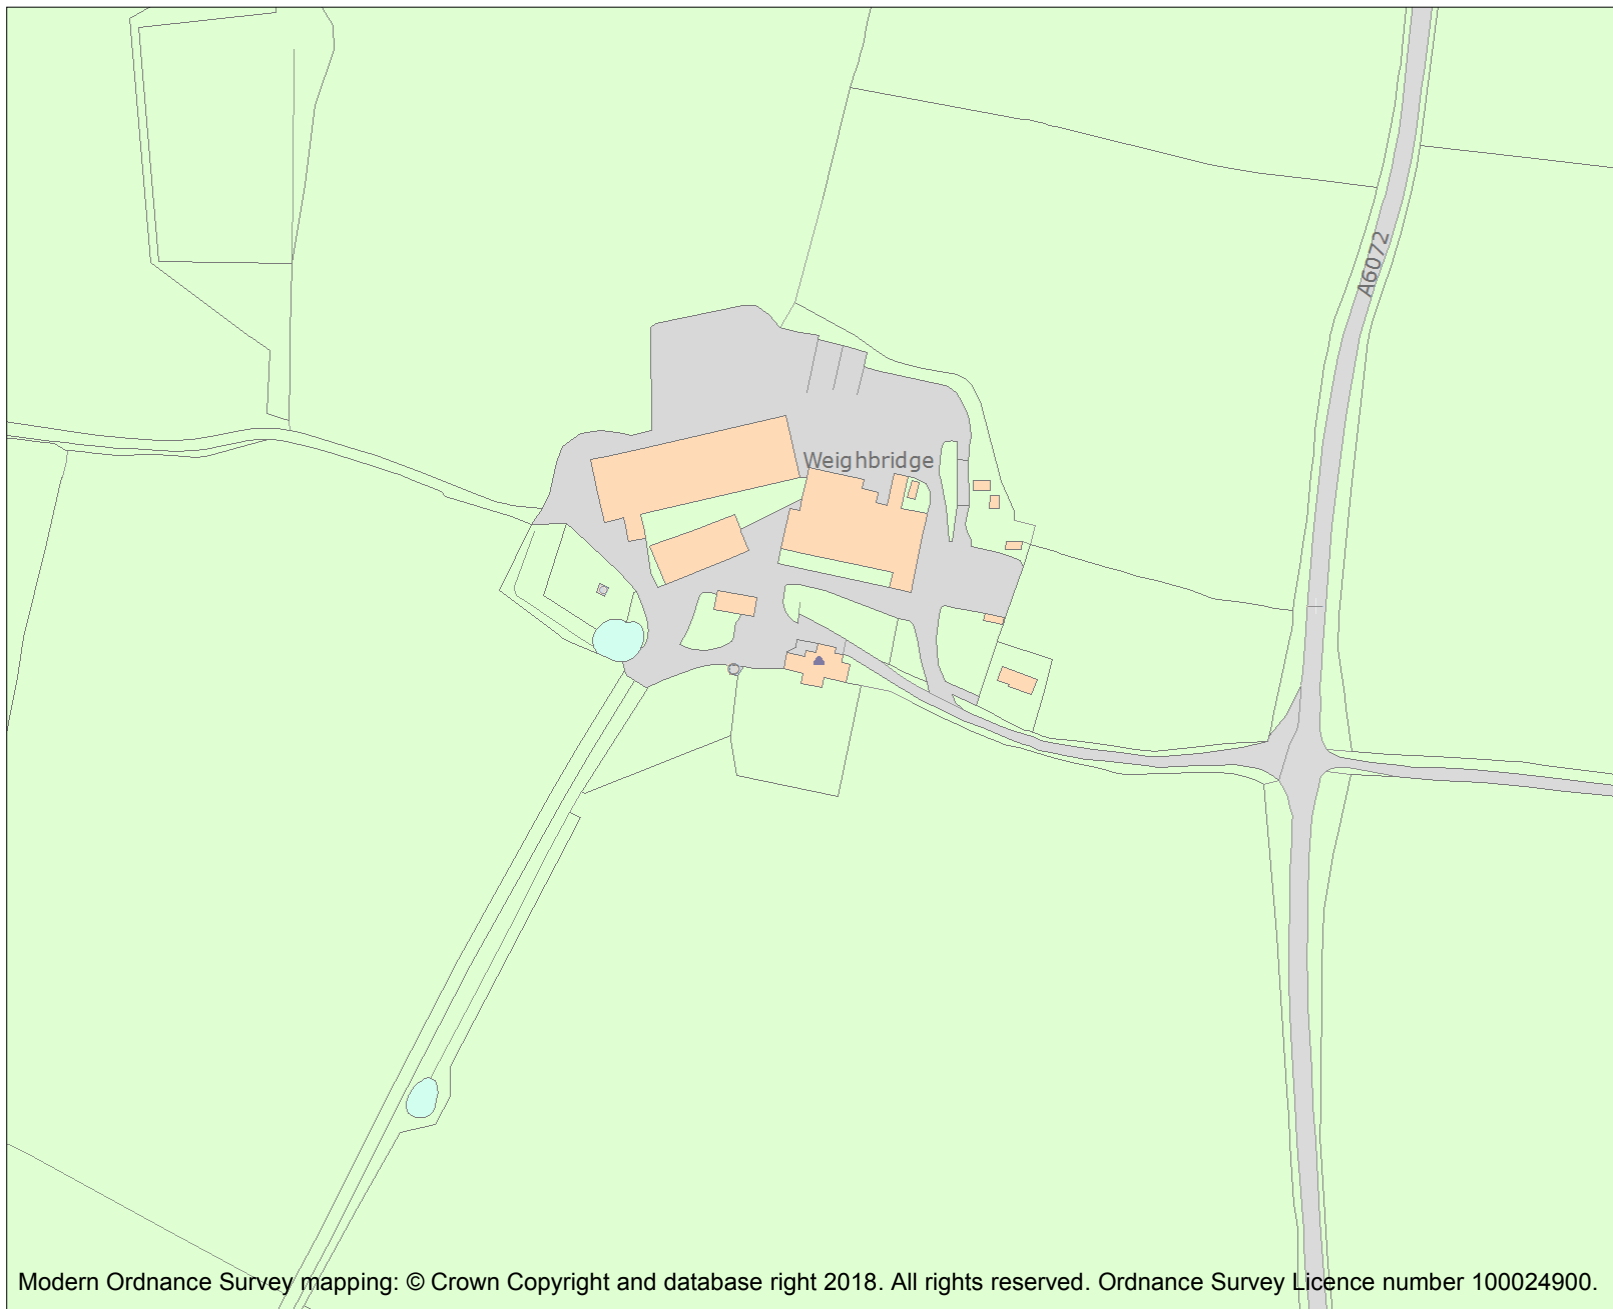 A6072
Weighbridge
Modern Ordnance Survey mapping: © Crown Copyright and database right 2018. All rights reserved. Ordnance Survey Licence number 100024900.